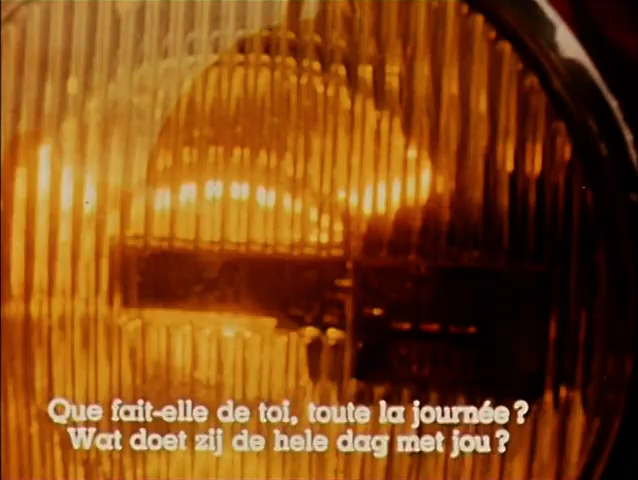 Que fait-elle de toi, toute la journée?
Wat doet zij de hele dag met jou?